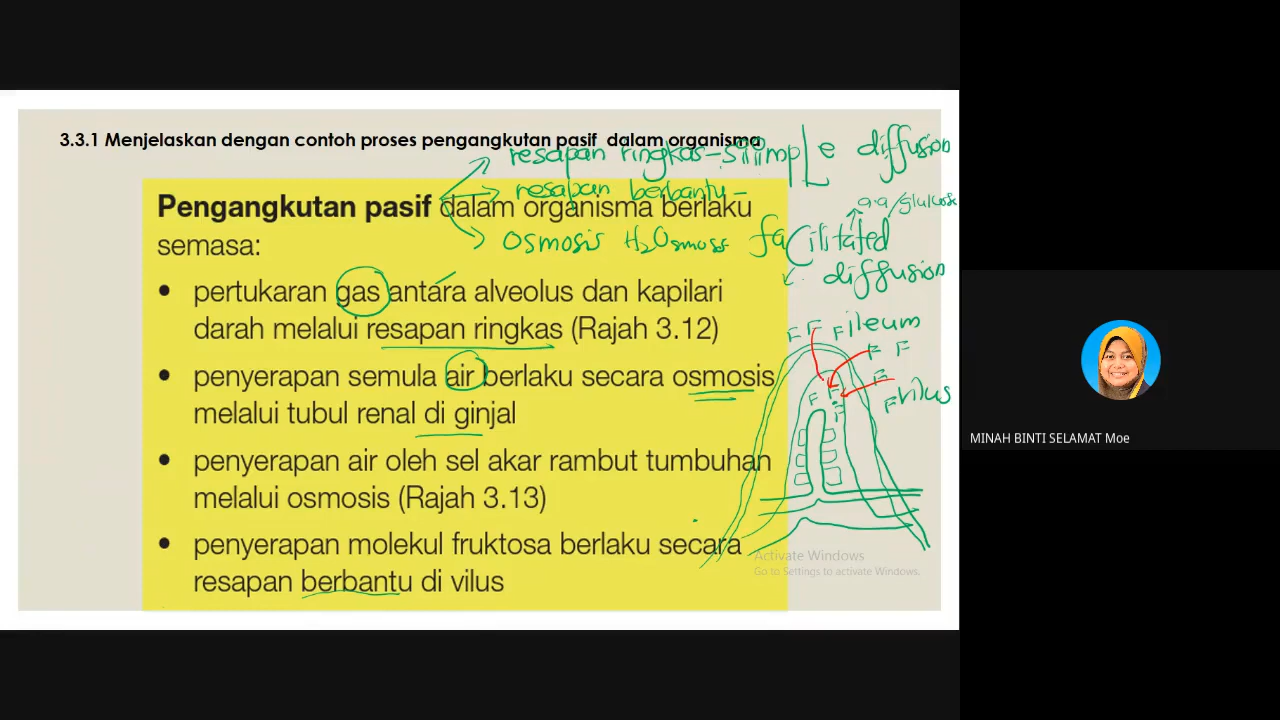 3.3.1 Menjelaskan dengan contoh proses pengangkutan pasif dalam organisma
resapan ringkas – simple diffusion
resapan berbantu –
a.a/glucose
Pengangkutan pasif dalam organisma berlaku
semasa:
osmosis H₂Osmosis facilitated
diffusion
• pertukaran gas antara alveolus dan kapilari
darah melalui resapan ringkas (Rajah 3.12)
F F F ileum
F F
• penyerapan semula air berlaku secara osmosis
melalui tubul renal di ginjal
F
F vilus
F F
F
• penyerapan air oleh sel akar rambut tumbuhan
melalui osmosis (Rajah 3.13)
• penyerapan molekul fruktosa berlaku secara
resapan berbantu di vilus
Activate Windows
Go to Settings to activate Windows.
MINAH BINTI SELAMAT Moe